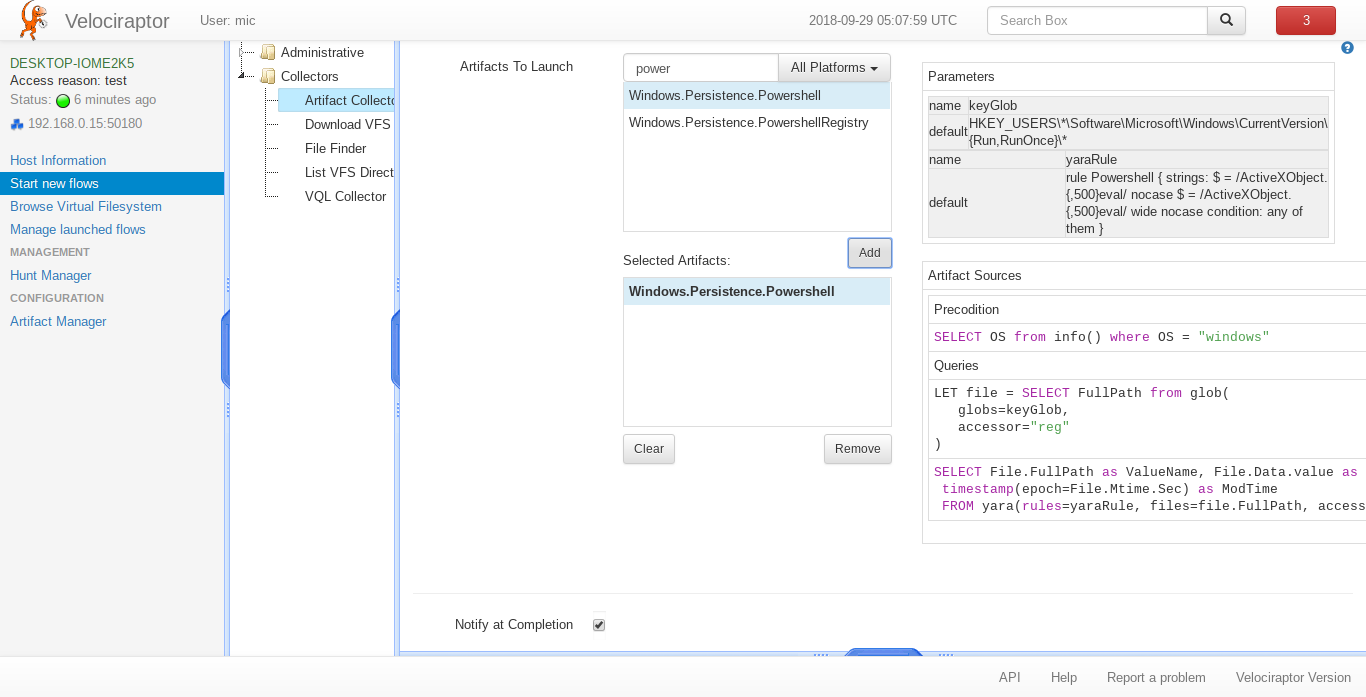 Velociraptor
User: mic
2018-09-29 05:07:59 UTC
Search Box
3
DESKTOP-IOME2K5
Access reason: test
Status: 6 minutes ago
192.168.0.15:50180
Host Information
Start new flows
Browse Virtual Filesystem
Manage launched flows
MANAGEMENT
Hunt Manager
CONFIGURATION
Artifact Manager
Administrative
Collectors
Artifact Collecto
Download VFS
File Finder
List VFS Direct
VQL Collector
Artifacts To Launch
power
All Platforms
Windows.Persistence.Powershell
Windows.Persistence.PowershellRegistry
Add
Selected Artifacts:
Windows.Persistence.Powershell
Clear
Remove
Parameters
name keyGlob
default HKEY_USERS\*\Software\Microsoft\Windows\CurrentVersion\
{Run,RunOnce}\*
name yaraRule
default rule Powershell { strings: $ = /ActiveXObject.
{,500}eval/ nocase $ = /ActiveXObject.
{,500}eval/ wide nocase condition: any of
them }
Artifact Sources
Precodition
SELECT OS from info() where OS = "windows"
Queries
LET file = SELECT FullPath from glob(
globs=keyGlob,
accessor="reg"
)
SELECT File.FullPath as ValueName, File.Data.value as
timestamp(epoch=File.Mtime.Sec) as ModTime
FROM yara(rules=yaraRule, files=file.FullPath, access
Notify at Completion
API
Help
Report a problem
Velociraptor Version